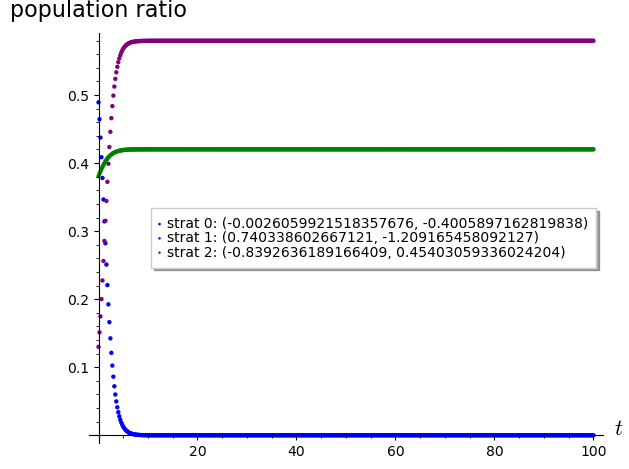 population ratio
0.5
0.4
strat 0: (-0.0026059921518357676, -0.4005897162819838)
0.3
strat 1: (0.740338602667121, -1.209165458092127)
strat 2: (-0.8392636189166409, 0.45403059336024204)
0.2
0.1
t
20 40 60 80 100